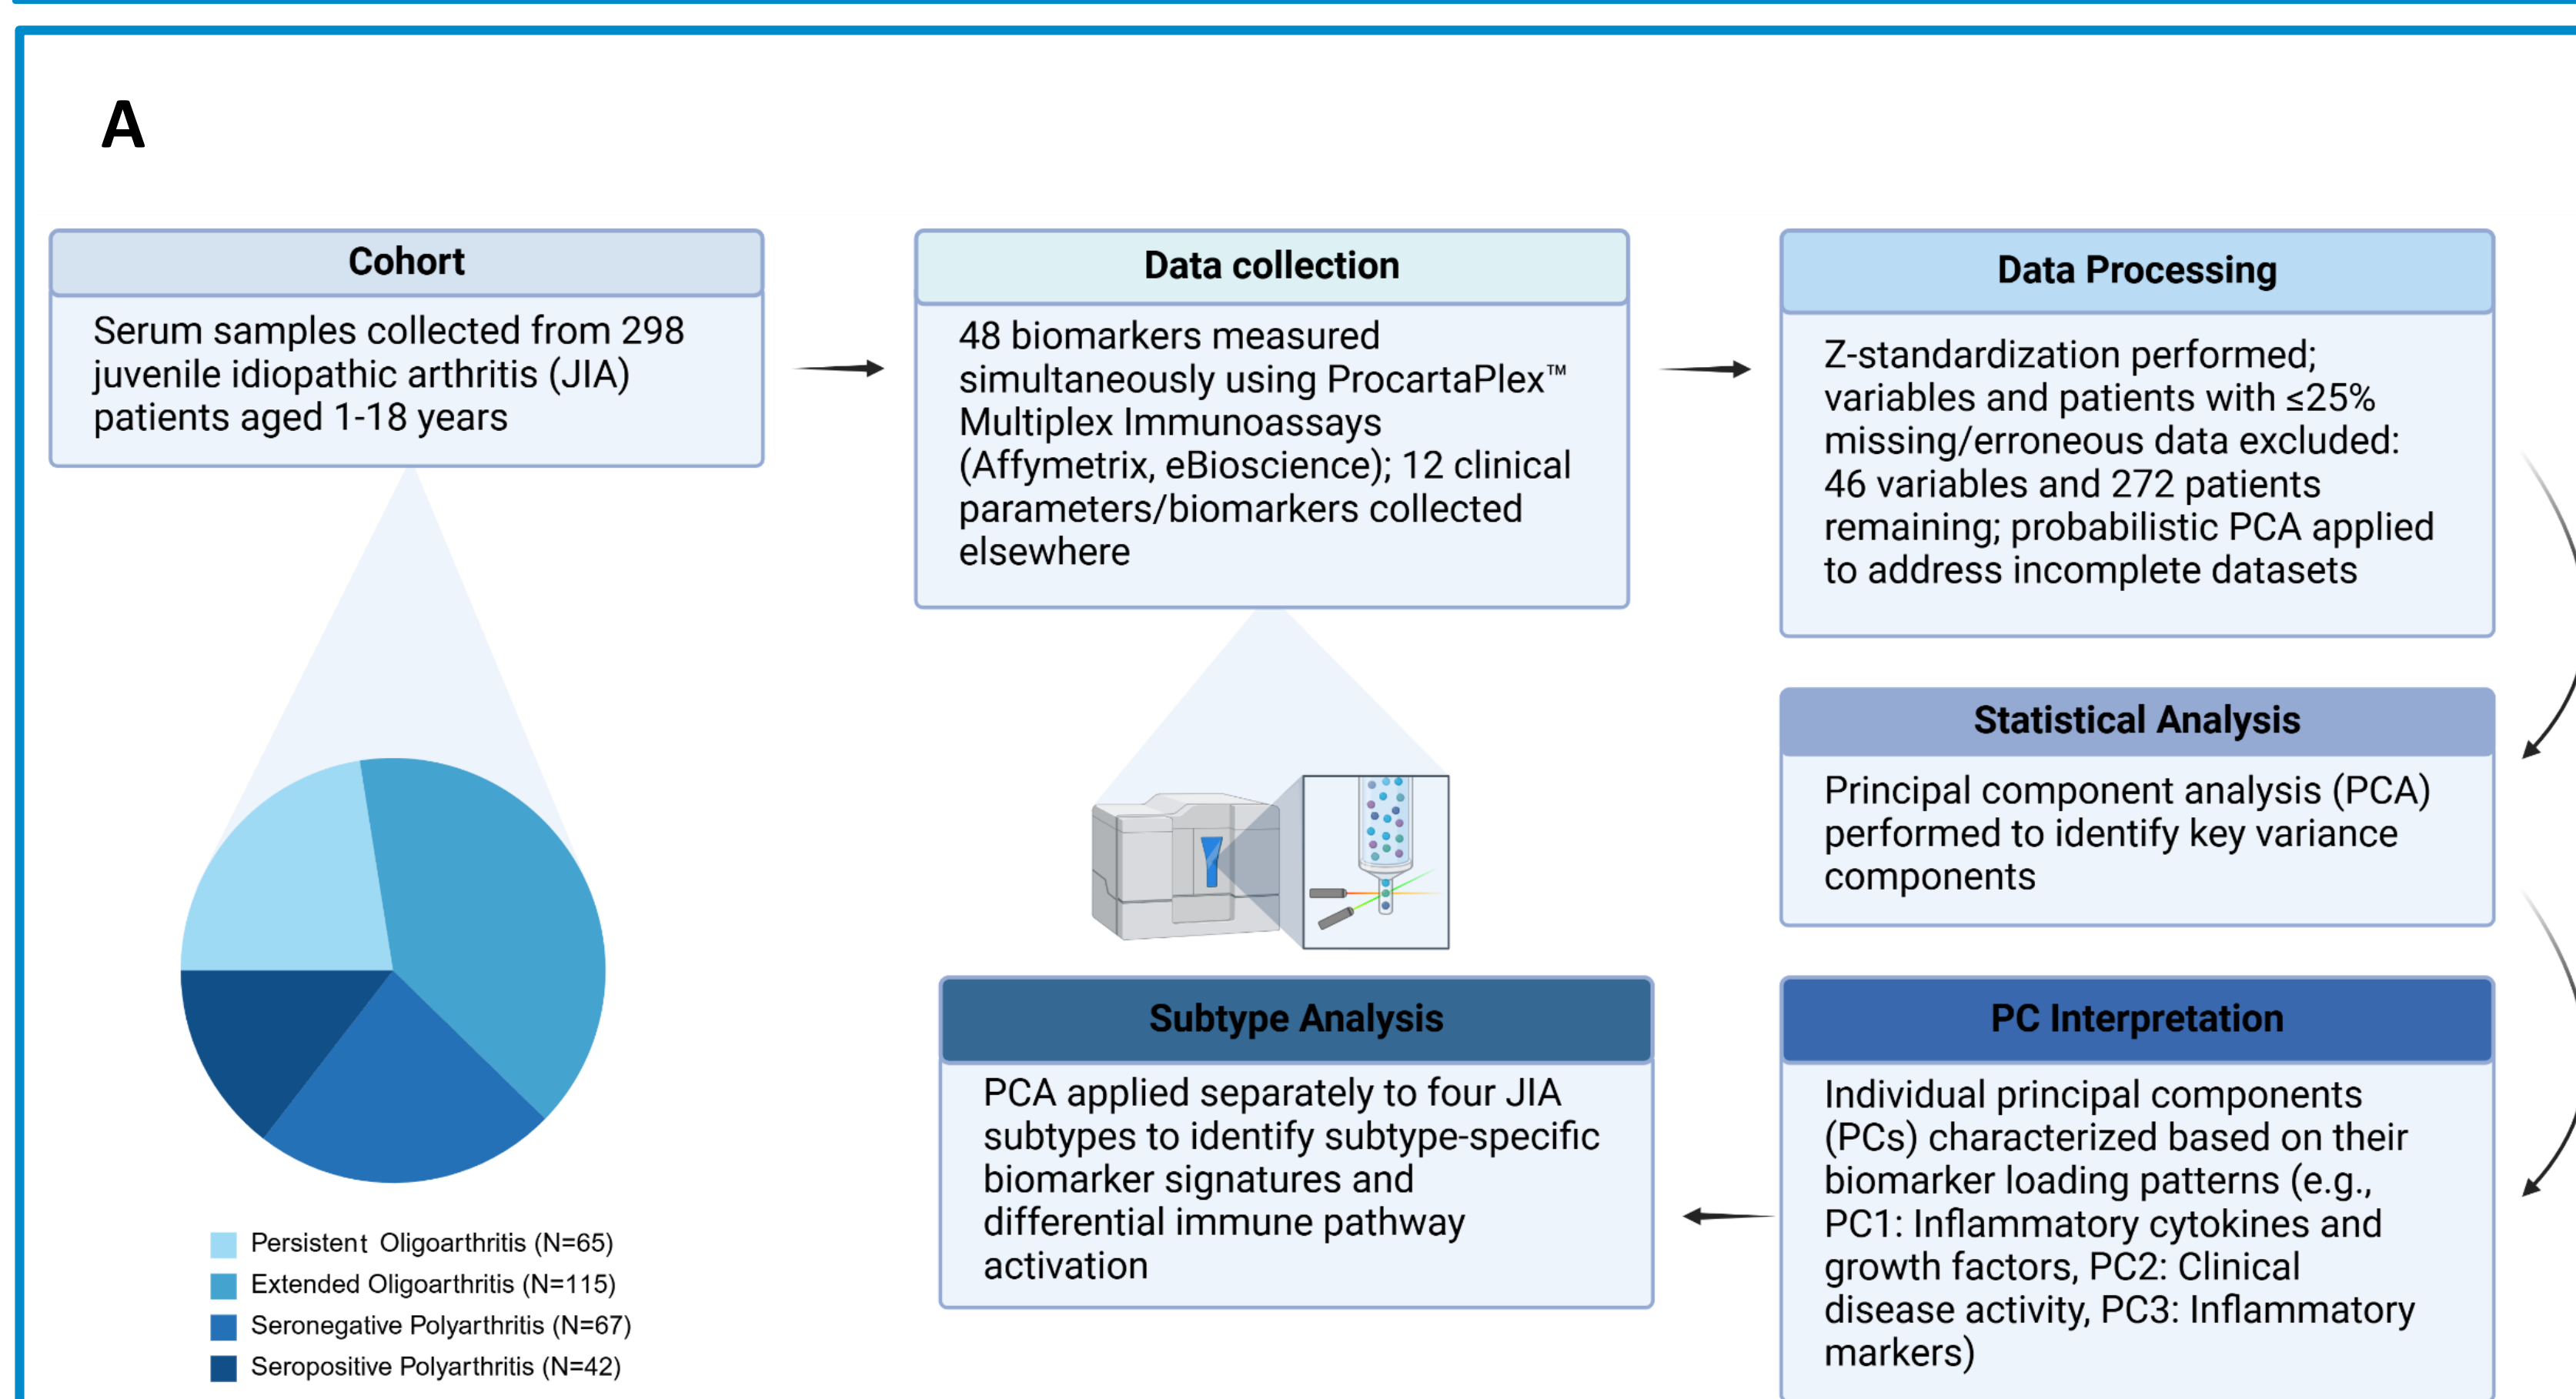 A
Cohort
Serum samples collected from 298
juvenile idiopathic arthritis (JIA)
patients aged 1-18 years
Data collection
48 biomarkers measured
simultaneously using ProcartaPlex™
Multiplex Immunoassays
(Affymetrix, eBioscience); 12 clinical
parameters/biomarkers collected
elsewhere
Data Processing
Z-standardization performed;
variables and patients with ≤25%
missing/erroneous data excluded:
46 variables and 272 patients
remaining; probabilistic PCA applied
to address incomplete datasets
Statistical Analysis
Principal component analysis (PCA)
performed to identify key variance
components
PC Interpretation
Individual principal components
(PCs) characterized based on their
biomarker loading patterns (e.g.,
PC1: Inflammatory cytokines and
growth factors, PC2: Clinical
disease activity, PC3: Inflammatory
markers)
Subtype Analysis
PCA applied separately to four JIA
subtypes to identify subtype-specific
biomarker signatures and
differential immune pathway
activation
Persistent Oligoarthritis (N=65)
Extended Oligoarthritis (N=115)
Seronegative Polyarthritis (N=67)
Seropositive Polyarthritis (N=42)